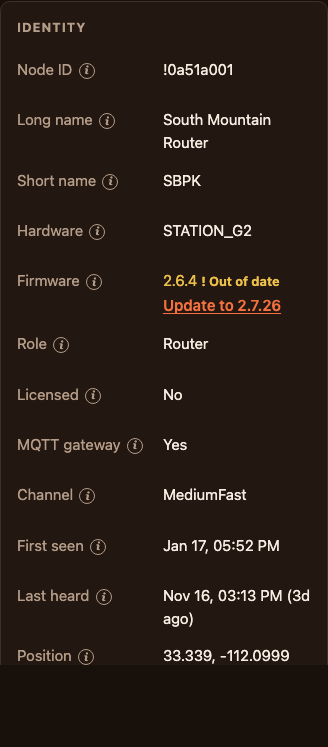 IDENTITY
Node ID i !0a51a001
Long name i South Mountain
Router
Short name i SBPK
Hardware i STATION_G2
Firmware i 2.6.4 ! Out of date
Update to 2.7.26
Role i Router
Licensed i No
MQTT gateway i Yes
Channel i MediumFast
First seen i Jan 17, 05:52 PM
Last heard i Nov 16, 03:13 PM (3d
ago)
Position i 33.339, -112.0999